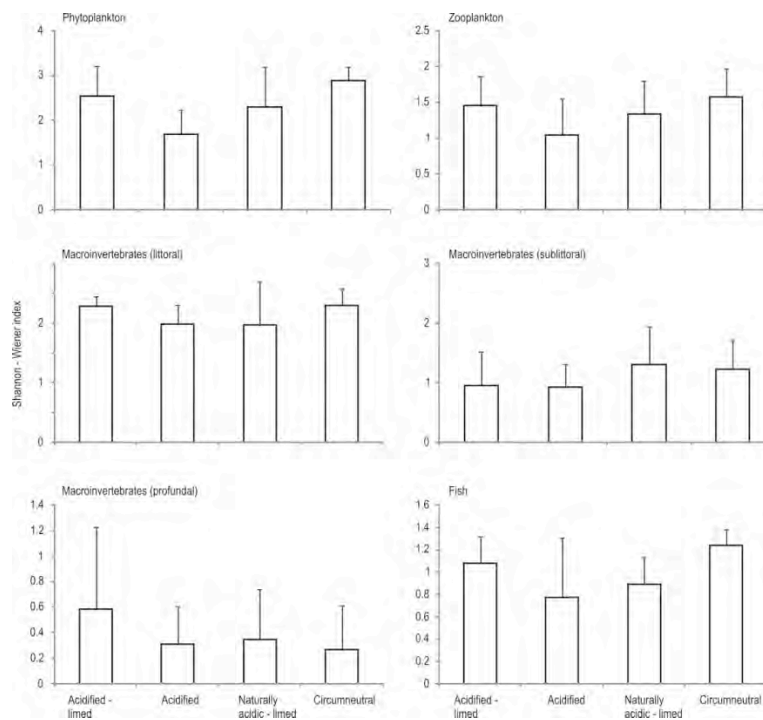 Phytoplankton
4
3
2
1
0
Zooplankton
2.5
2
1.5
1
0.5
0
Shannon - Wiener index
Macroinvertebrates (littoral)
2
1
0
Macroinvertebrates (sublittoral)
3
2
1
0
Macroinvertebrates (profundal)
1.4
1.2
1
0.8
0.6
0.4
0.2
0
Acidified -
limed
Acidified
Naturally
acidic - limed
Circumneutral
Fish
1.6
1.4
1.2
1
0.8
0.6
0.4
0.2
0
Acidified -
limed
Acidified
Naturally
acidic - limed
Circumneutral